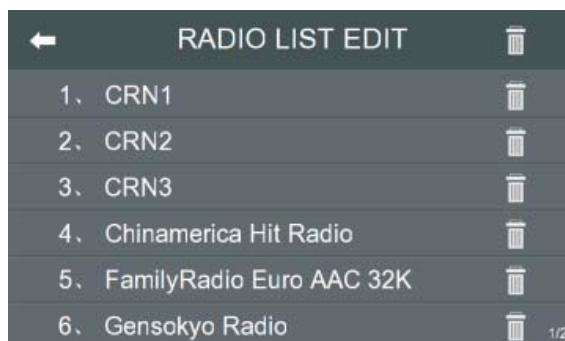 RADIO LIST EDIT
1、 CRN1
2、 CRN2
3、 CRN3
4、 Chinamerica Hit Radio
5、 FamilyRadio Euro AAC 32K
6、 Gensokyo Radio
1/2